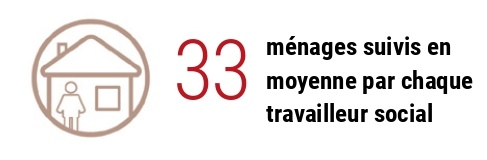 33
ménages suivis en
moyenne par chaque
travailleur social